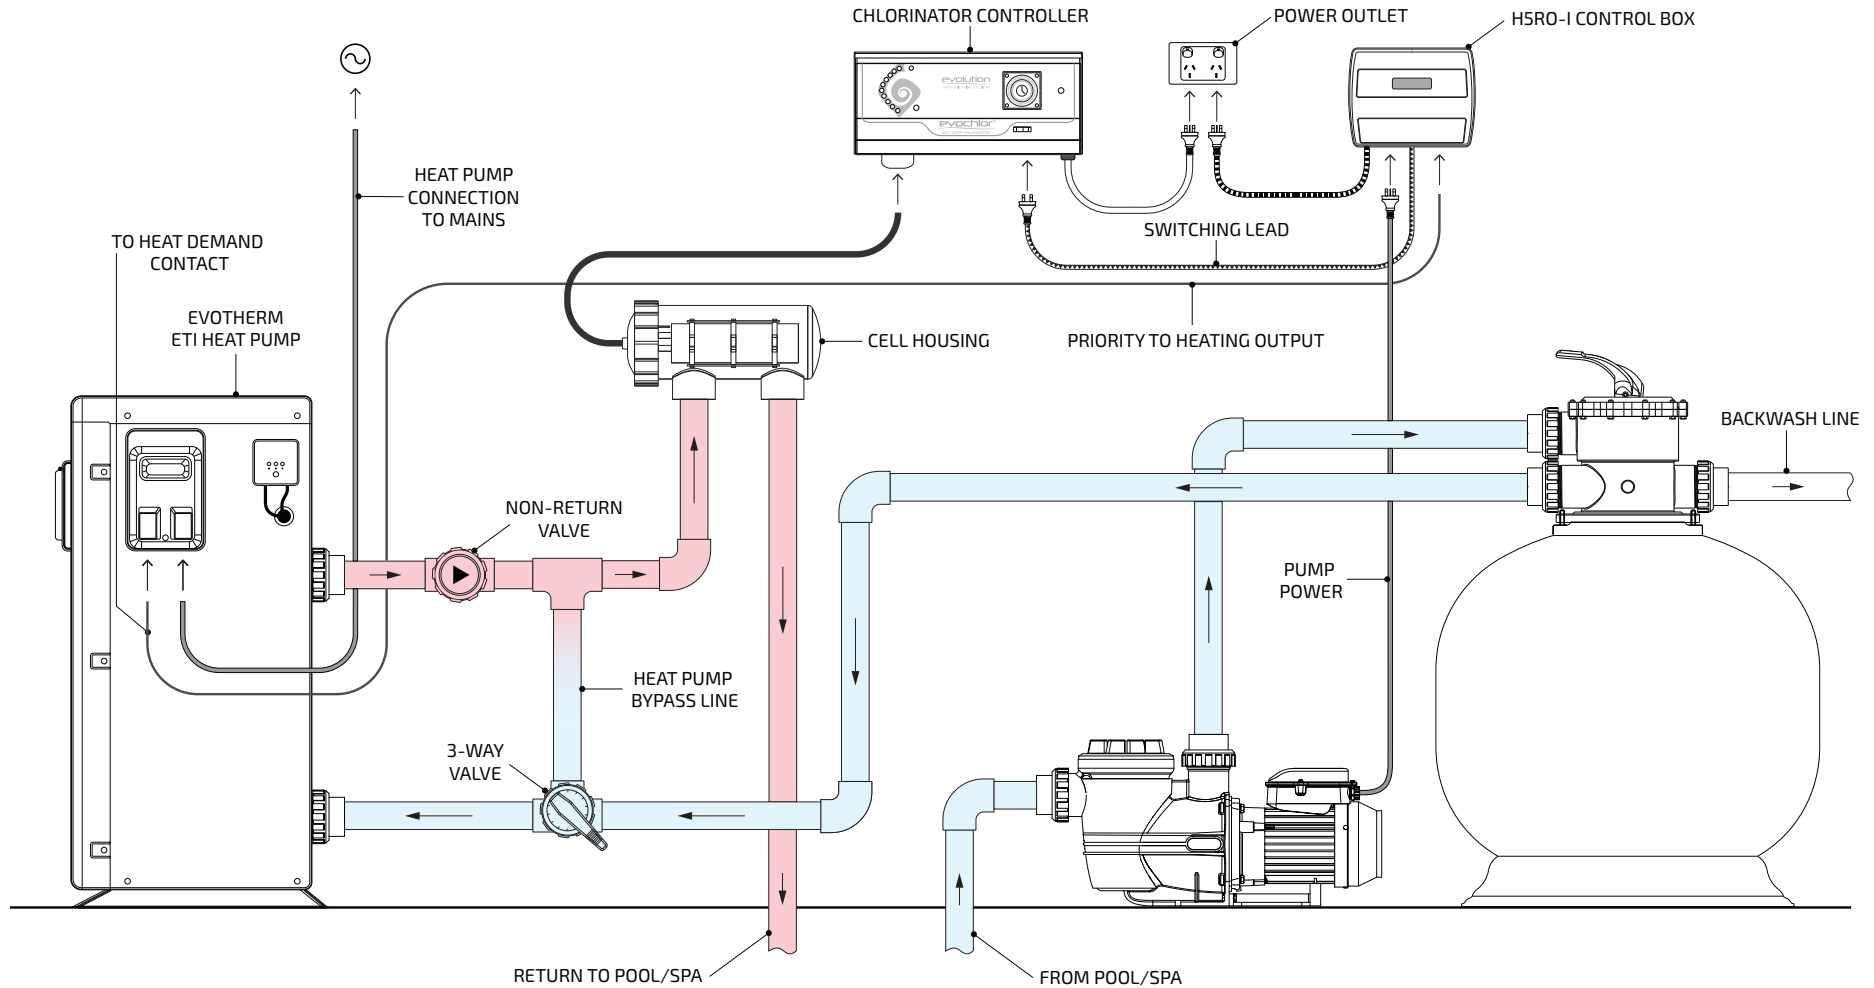 CHLORINATOR CONTROLLER
POWER OUTLET
H5RO-I CONTROL BOX
evolution
evochlor
HEAT PUMP
CONNECTION
TO MAINS
SWITCHING LEAD
TO HEAT DEMAND
CONTACT
EVOTHERM
ETI HEAT PUMP
CELL HOUSING
PRIORITY TO HEATING OUTPUT
BACKWASH LINE
NON-RETURN
VALVE
PUMP
POWER
HEAT PUMP
BYPASS LINE
3-WAY
VALVE
RETURN TO POOL/SPA
FROM POOL/SPA